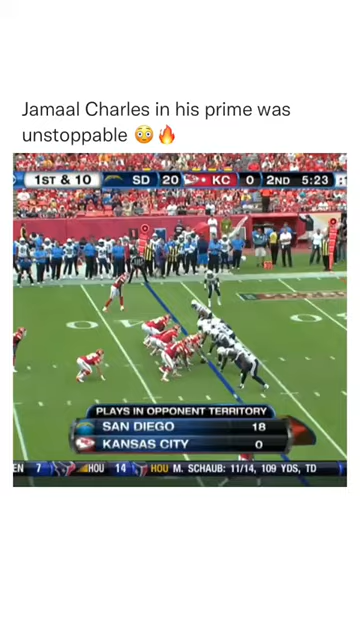 Jamaal Charles in his prime was
unstoppable 😳🔥
1ST & 10 SD 20 KC 0 2ND 5:23
PLAYS IN OPPONENT TERRITORY
SAN DIEGO 18
KANSAS CITY 0
7 HOU 14 HOU M. SCHAUB: 11/14, 109 YDS, TD